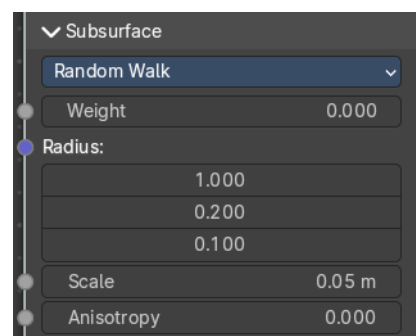 Subsurface
Random Walk
Weight 0.000
Radius:
1.000
0.200
0.100
Scale 0.05 m
Anisotropy 0.000